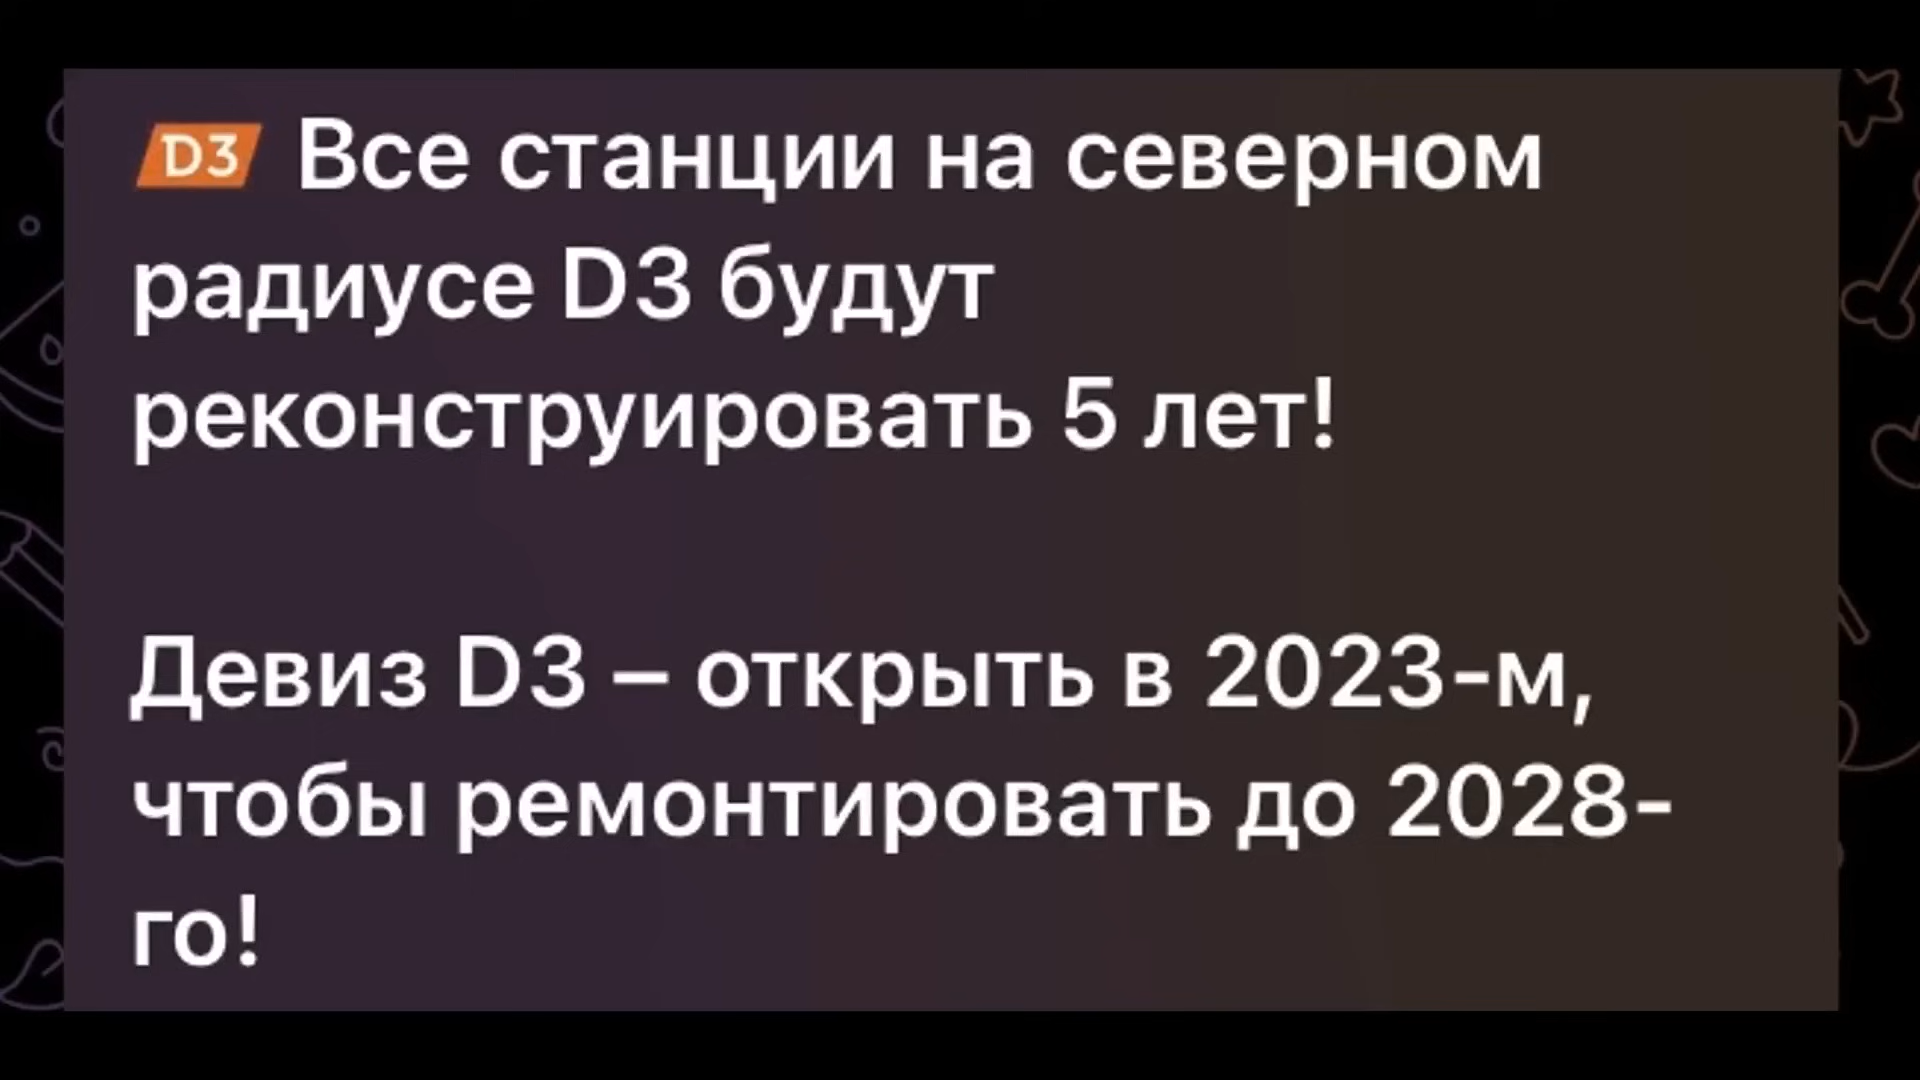 D3 Все станции на северном
радиусе D3 будут
реконструировать 5 лет!
Девиз D3 – открыть в 2023-м,
чтобы ремонтировать до 2028-
го!